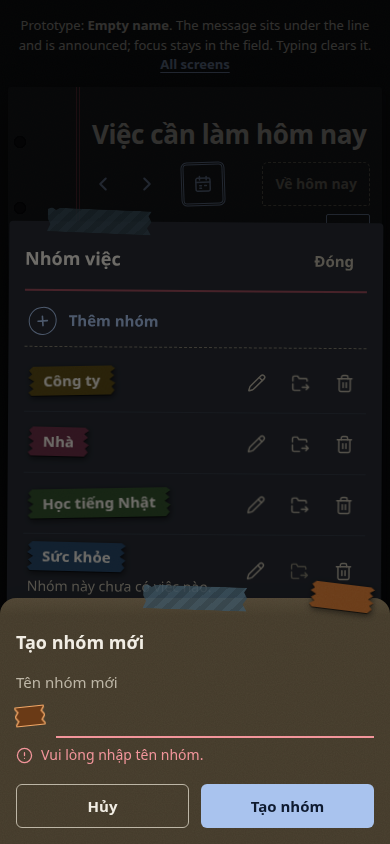 Prototype: Empty name. The message sits under the line
and is announced; focus stays in the field. Typing clears it.
All screens
Việc cần làm hôm nay
Về hôm nay
Nhóm việc
Đóng
Thêm nhóm
Công ty
Nhà
Học tiếng Nhật
Sức khỏe
Nhóm này chưa có việc nào
Tạo nhóm mới
Tên nhóm mới
Vui lòng nhập tên nhóm.
Hủy
Tạo nhóm